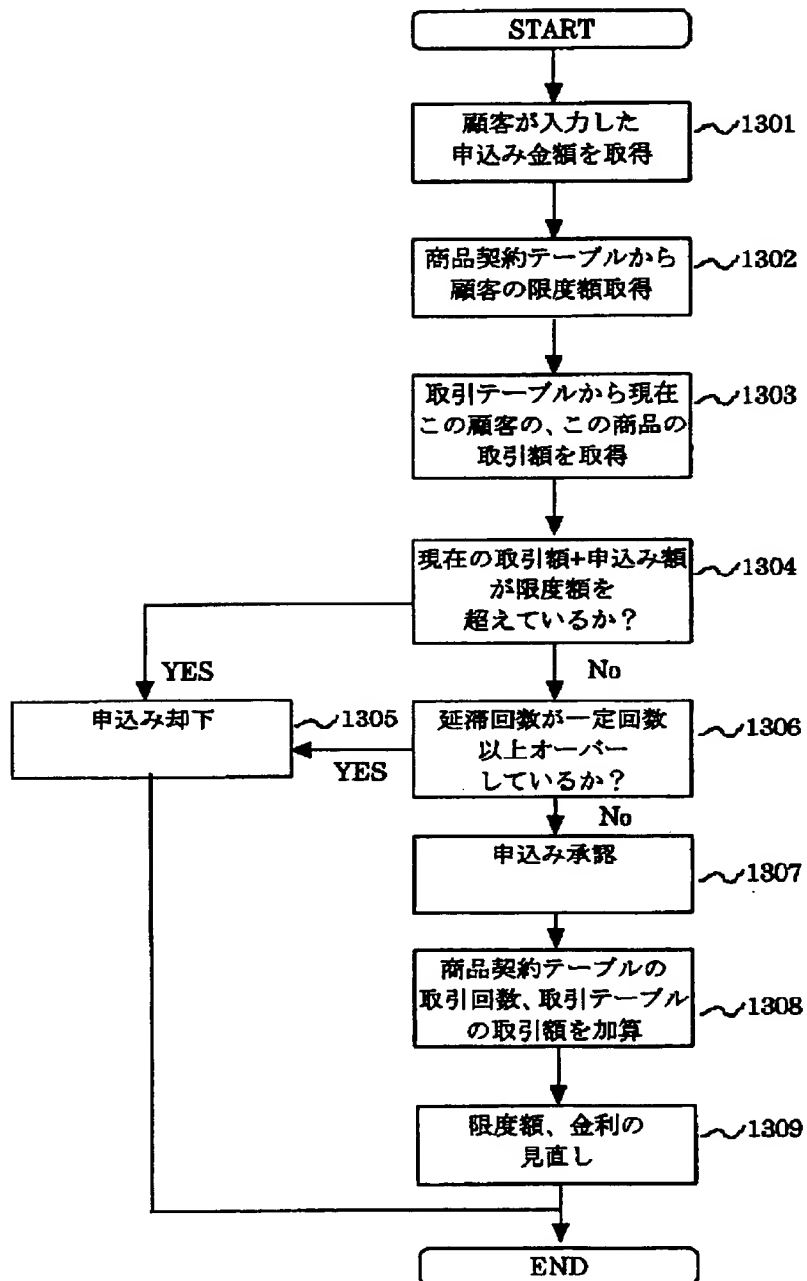 START
顧客が入力した
申込み金額を取得
1301
商品契約テーブルから
顧客の限度額取得
1302
取引テーブルから現在
この顧客の、この商品の
取引額を取得
1303
現在の取引額+申込み額
が限度額を
超えているか？
1304
YES
No
申込み却下
1305
延滞回数が一定回数
以上オーバー
しているか？
1306
YES
No
申込み承認
1307
商品契約テーブルの
取引回数、取引テーブル
の取引額を加算
1308
限度額、金利の
見直し
1309
END